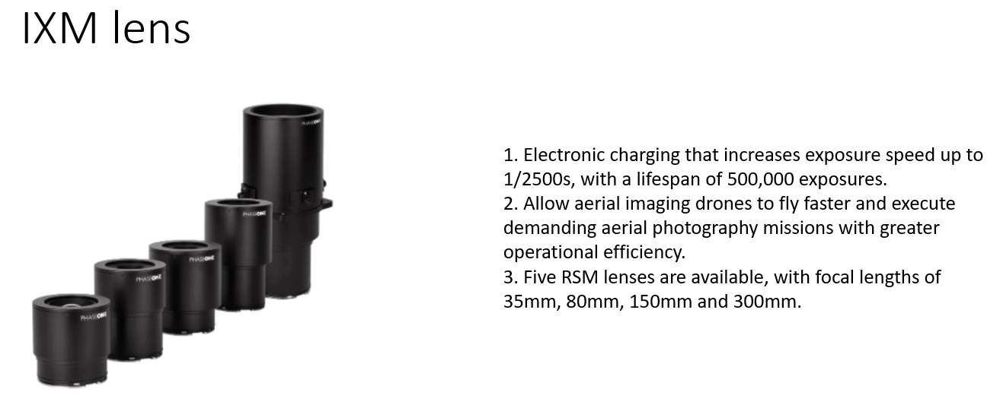 IXM lens
PHASEONE
PHASEONE
PHASEONE
PHASEONE
PHASEONE
1. Electronic charging that increases exposure speed up to
1/2500s, with a lifespan of 500,000 exposures.
2. Allow aerial imaging drones to fly faster and execute
demanding aerial photography missions with greater
operational efficiency.
3. Five RSM lenses are available, with focal lengths of
35mm, 80mm, 150mm and 300mm.